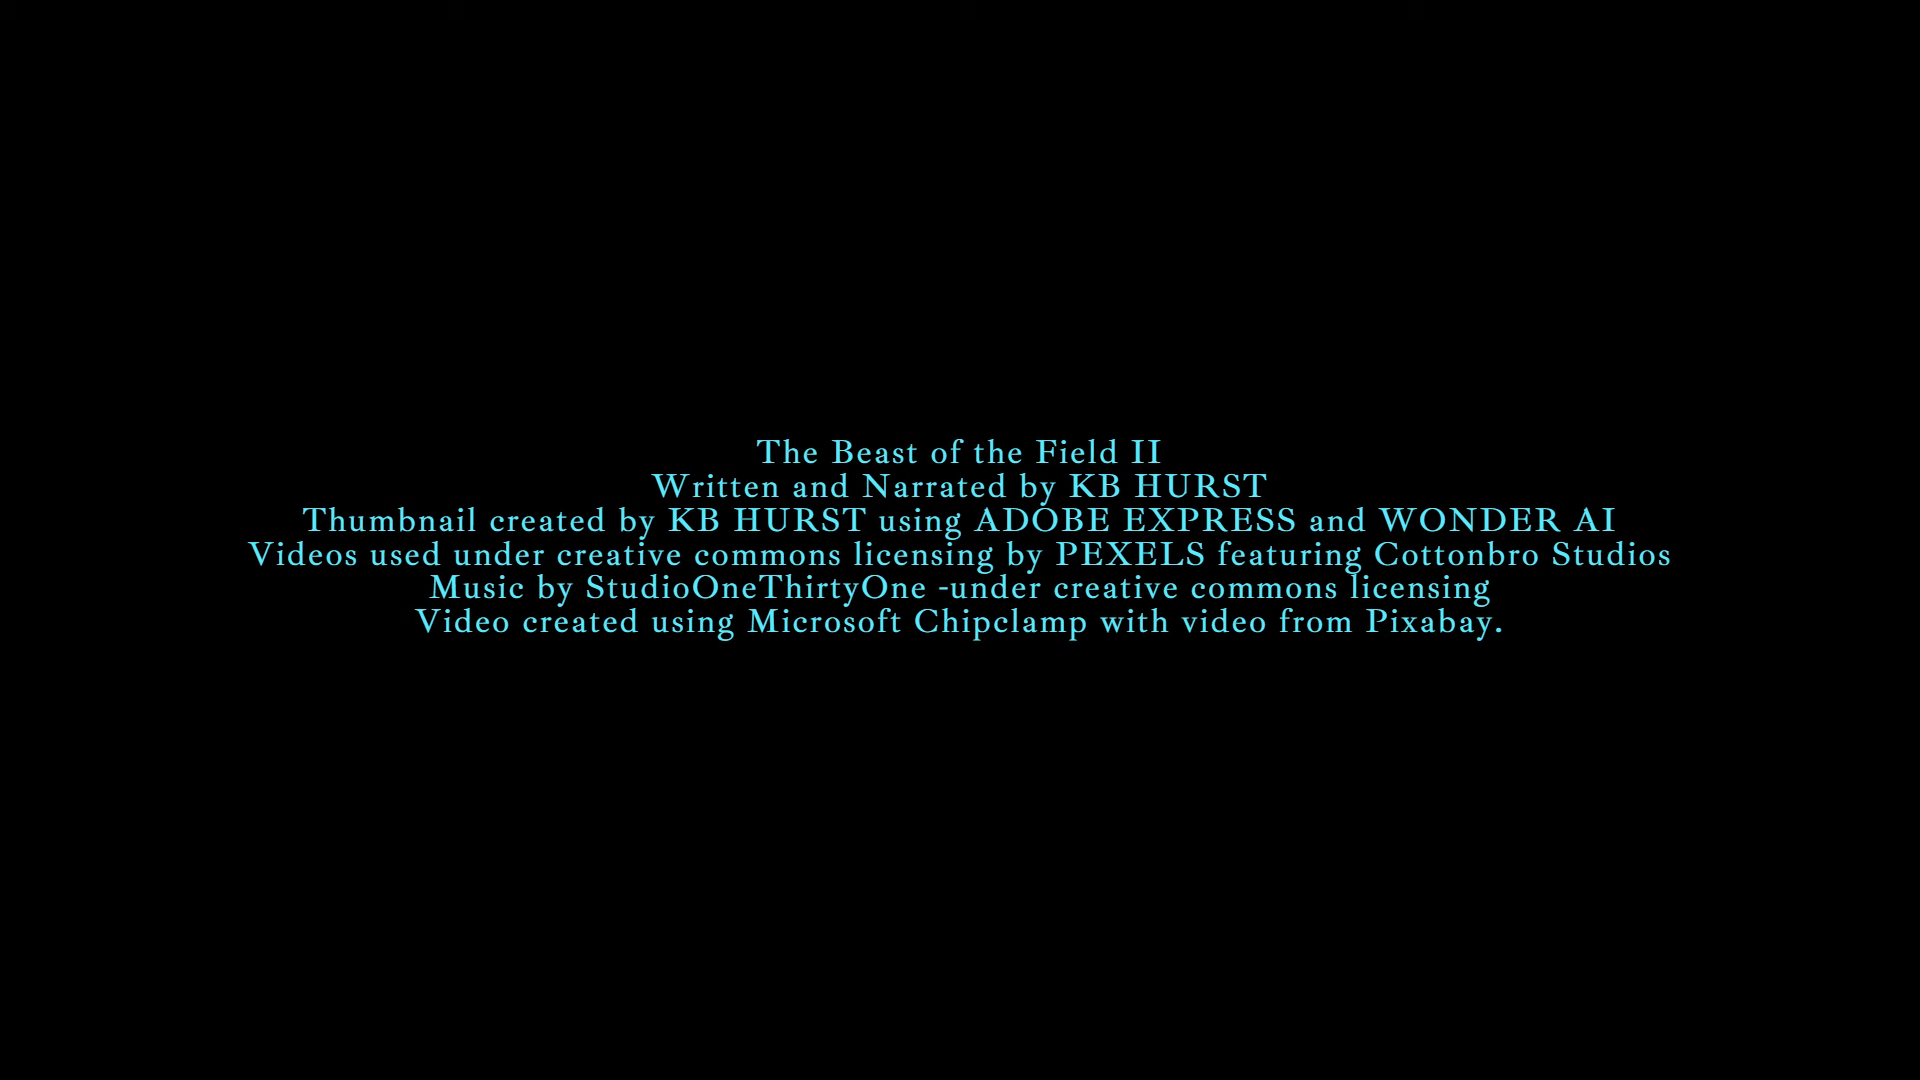 The Beast of the Field II
Written and Narrated by KB HURST
Thumbnail created by KB HURST using ADOBE EXPRESS and WONDER AI
Videos used under creative commons licensing by PEXELS featuring Cottonbro Studios
Music by StudioOneThirtyOne -under creative commons licensing
Video created using Microsoft Chipclamp with video from Pixabay.